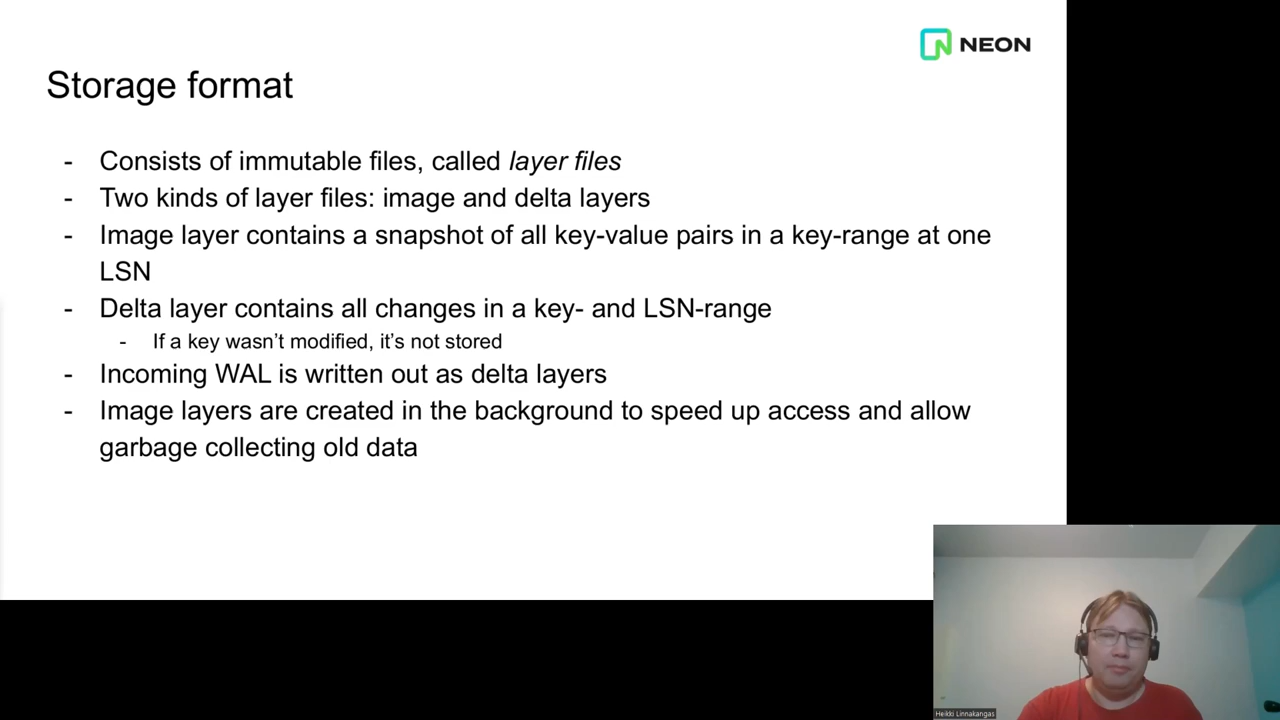 NEON
Storage format
- Consists of immutable files, called layer files
- Two kinds of layer files: image and delta layers
- Image layer contains a snapshot of all key-value pairs in a key-range at one
LSN
- Delta layer contains all changes in a key- and LSN-range
- If a key wasn’t modified, it’s not stored
- Incoming WAL is written out as delta layers
- Image layers are created in the background to speed up access and allow
garbage collecting old data
Heikki Linnakangas